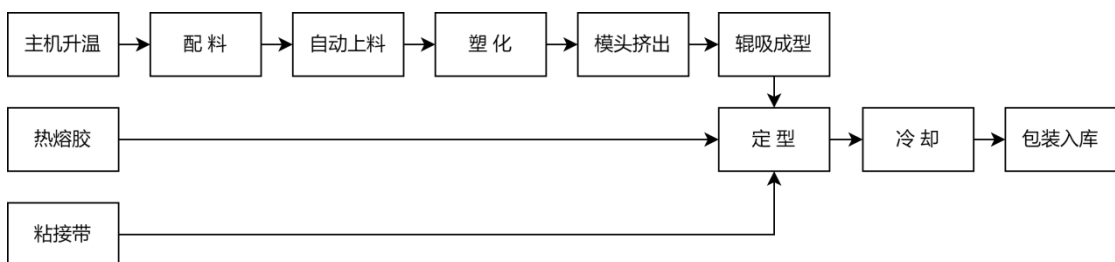 主机升温
配 料
自动上料
塑 化
模头挤出
辊吸成型
热熔胶
定 型
冷 却
包装入库
粘接带